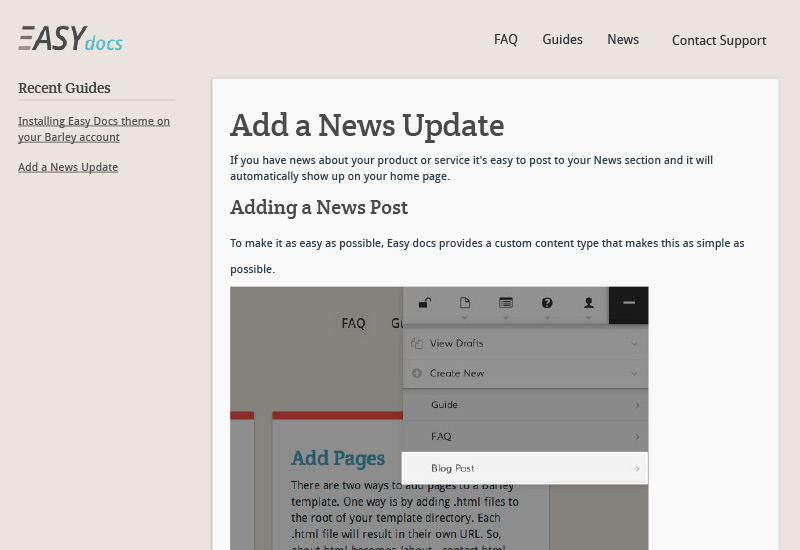 EASY docs
FAQ Guides News Contact Support
Recent Guides
Installing Easy Docs theme on
your Barley account
Add a News Update
Add a News Update
If you have news about your product or service it's easy to post to your News section and it will
automatically show up on your home page.
Adding a News Post
To make it as easy as possible, Easy docs provides a custom content type that makes this as simple as
possible.
FAQ
View Drafts
Create New
Guide
FAQ
Blog Post
Add Pages
There are two ways to add pages to a Barley
template. One way is by adding .html files to
the root of your template directory. Each
.html file will result in their own URL. So,
about.html becomes /about , contact.html